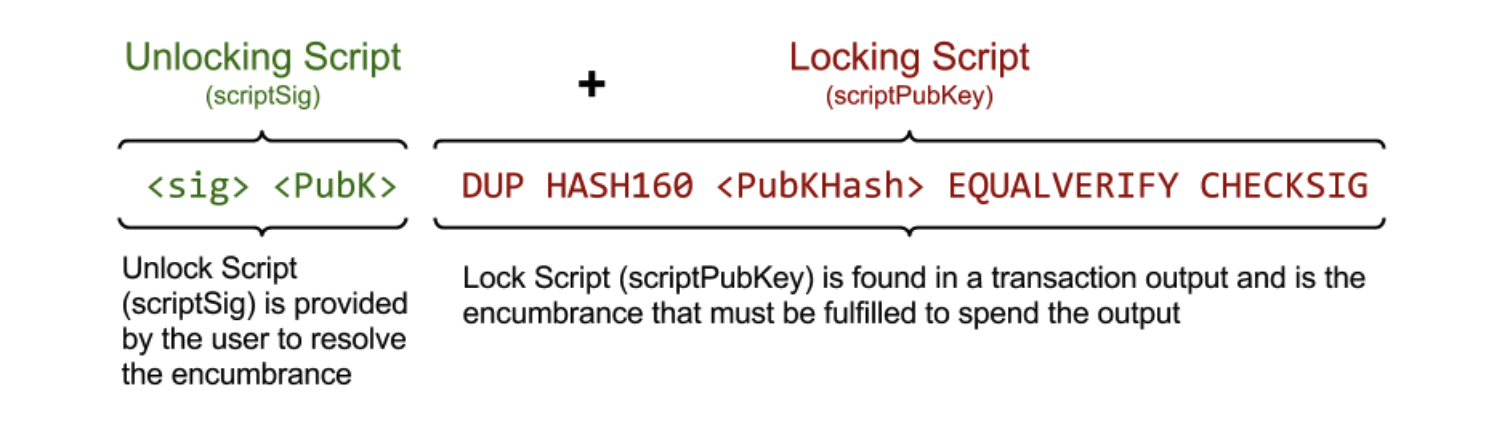 Unlocking Script
(scriptSig)
+
Locking Script
(scriptPubKey)
<sig> <PubK>
DUP HASH160 <PubKHash> EQUALVERIFY CHECKSIG
Unlock Script
(scriptSig) is provided
by the user to resolve
the encumbrance
Lock Script (scriptPubKey) is found in a transaction output and is the
encumbrance that must be fulfilled to spend the output